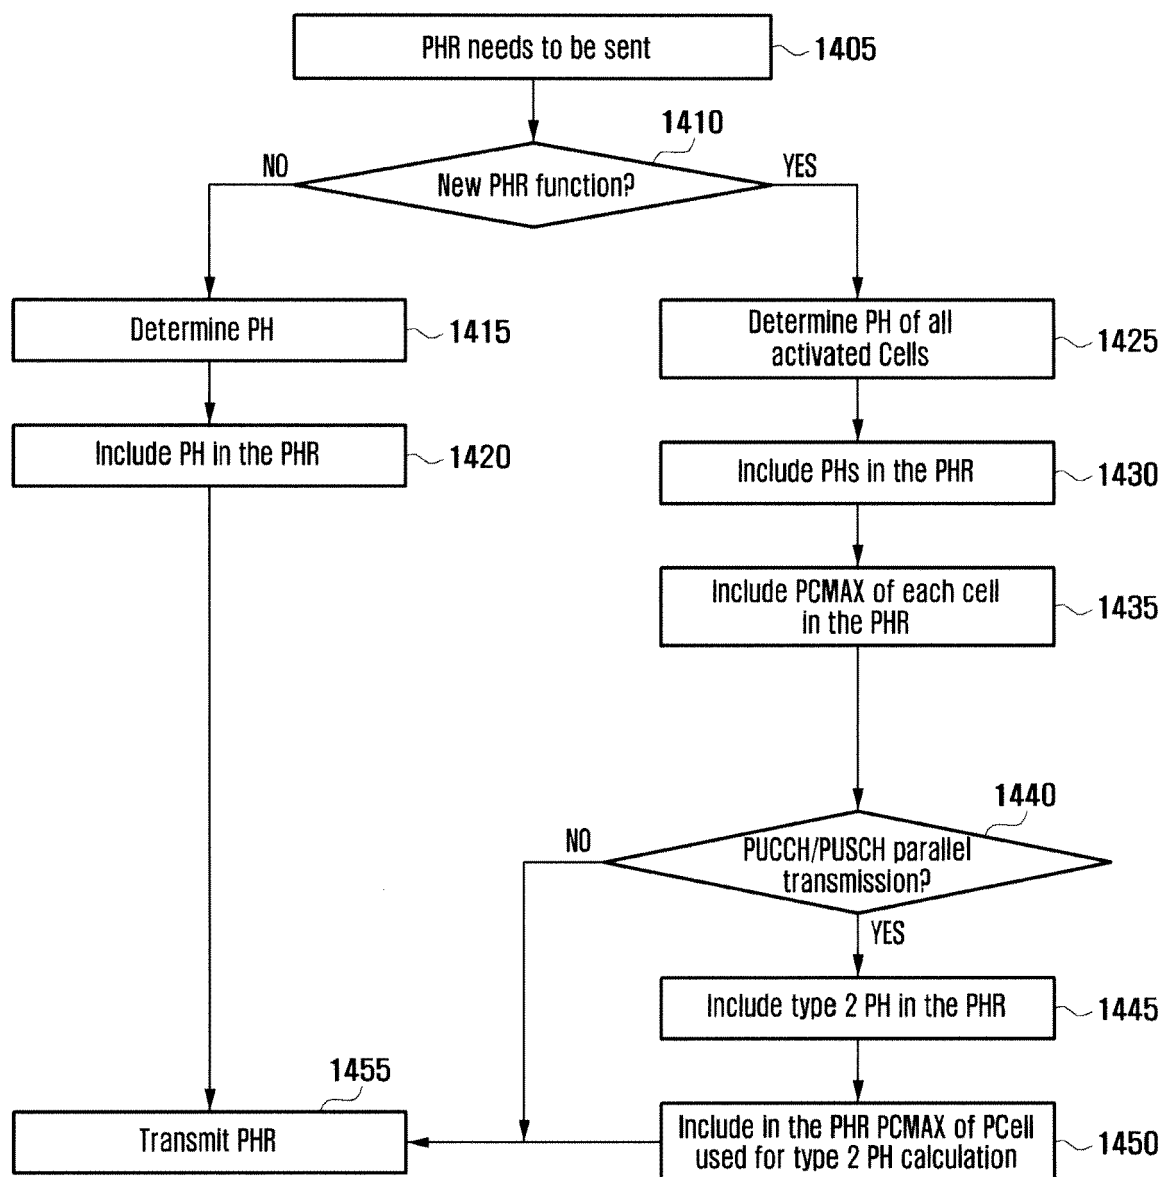 PHR needs to be sent
1405
1410
NO
YES
New PHR function?
Determine PH
1415
Determine PH of all
activated Cells
1425
Include PH in the PHR
1420
Include PHs in the PHR
1430
Include PCMAX of each cell
in the PHR
1435
1440
NO
PUCCH/PUSCH parallel
transmission?
YES
Include type 2 PH in the PHR
1445
1455
Transmit PHR
Include in the PHR PCMAX of PCell
used for type 2 PH calculation
1450